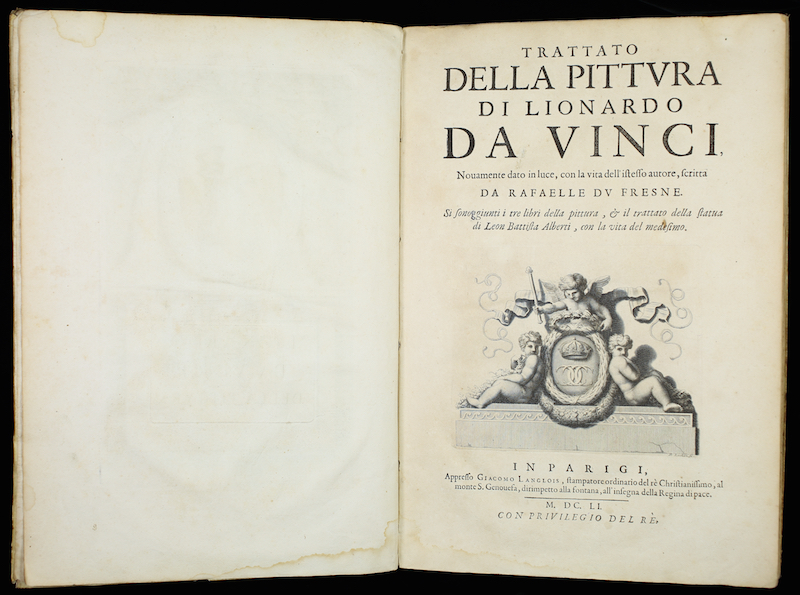 TRATTATO
DELLA PITTVRA
DI LIONARDO
DA VINCI,
Nouamente dato in luce, con la vita dell'iſteſſo autore, ſcritta
DA RAFAELLE DV FRESNE.
Si ſonoggiunti i tre libri della pittura, & il trattato della ſtatua
di Leon Battiſta Alberti, con la vita del medeſimo.
IN PARIGI,
Appreſſo GIACOMO LANGLOIS, ſtampatore ordinario del rè Chriſtianiſſimo, al
monte S. Genouefa, dirimpetto alla fontana, all'inſegna della Regina di pace.
M. DC. LI.
CON PRIVILEGIO DEL RÈ.